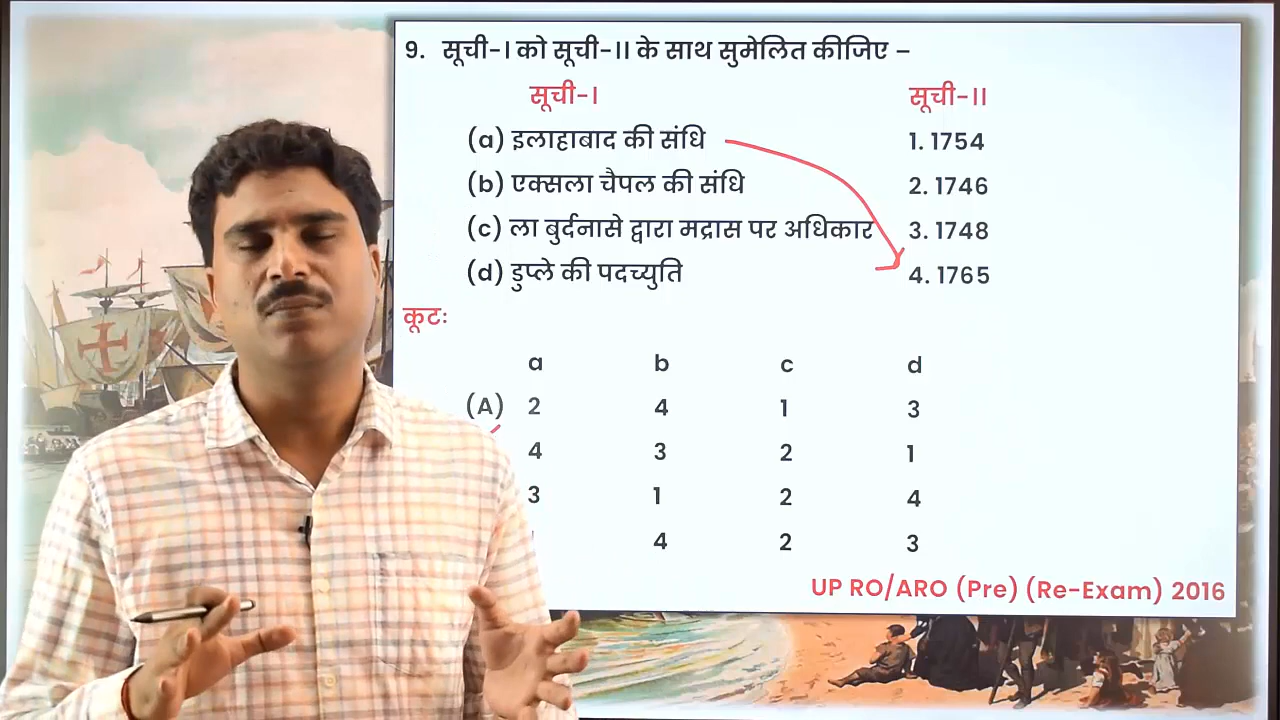 9. सूची-I को सूची-II के साथ सुमेलित कीजिए –
सूची-I सूची-II
(a) इलाहाबाद की संधि 1. 1754
(b) एक्सला चैपल की संधि 2. 1746
(c) ला बुर्दनासे द्वारा मद्रास पर अधिकार 3. 1748
(d) डुप्ले की पदच्युति 4. 1765
कूटः
a b c d
(A) 2 4 1 3
4 3 2 1
3 1 2 4
4 2 3
UP RO/ARO (Pre) (Re-Exam) 2016